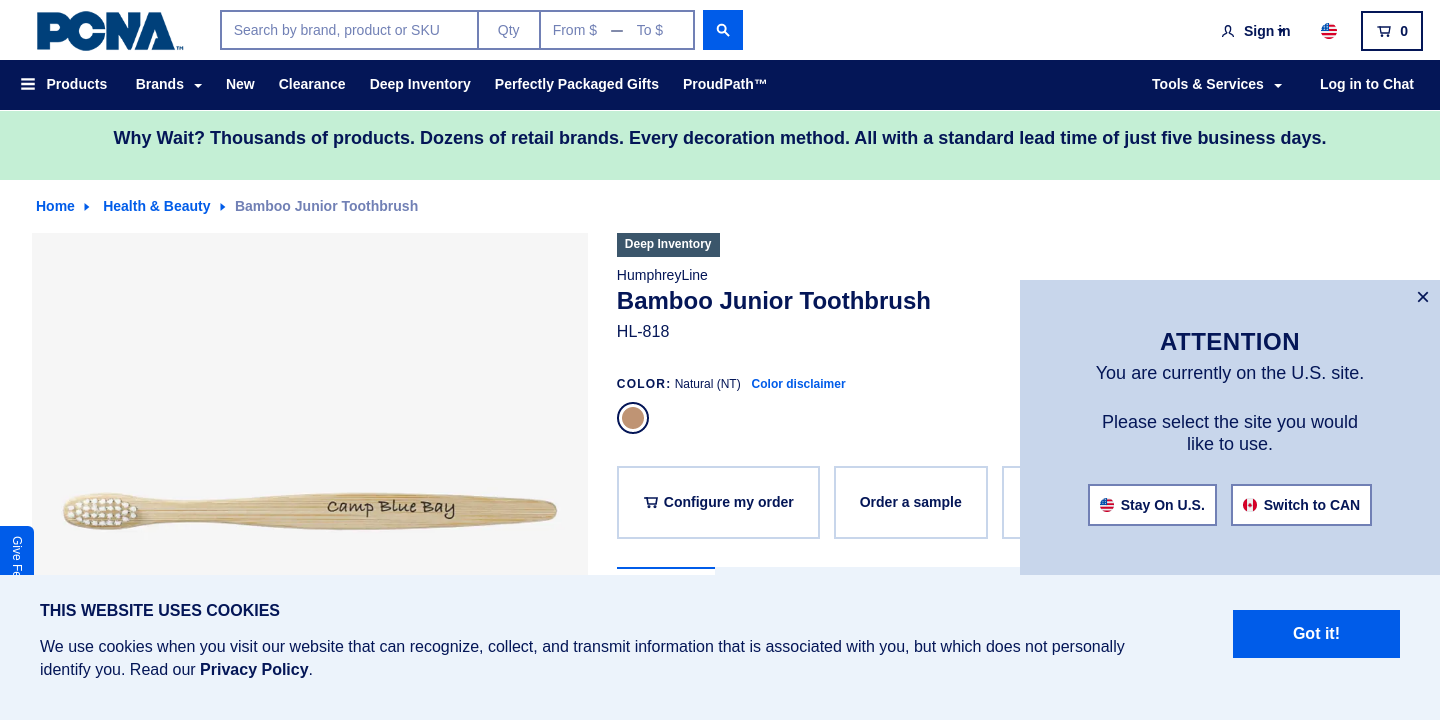 PCNA™
Search by brand, product or SKU
Qty
From $ — To $
Sign in
0
Products
Brands
New
Clearance
Deep Inventory
Perfectly Packaged Gifts
ProudPath™
Tools & Services
Log in to Chat
Why Wait? Thousands of products. Dozens of retail brands. Every decoration method. All with a standard lead time of just five business days.
Home
Health & Beauty
Bamboo Junior Toothbrush
Camp Blue Bay
Deep Inventory
HumphreyLine
Bamboo Junior Toothbrush
HL-818
COLOR: Natural (NT) Color disclaimer
Configure my order
Order a sample
×
ATTENTION
You are currently on the U.S. site.
Please select the site you would
like to use.
Stay On U.S.
Switch to CAN
Give
THIS WEBSITE USES COOKIES
We use cookies when you visit our website that can recognize, collect, and transmit information that is associated with you, but which does not personally
identify you. Read our Privacy Policy.
Got it!